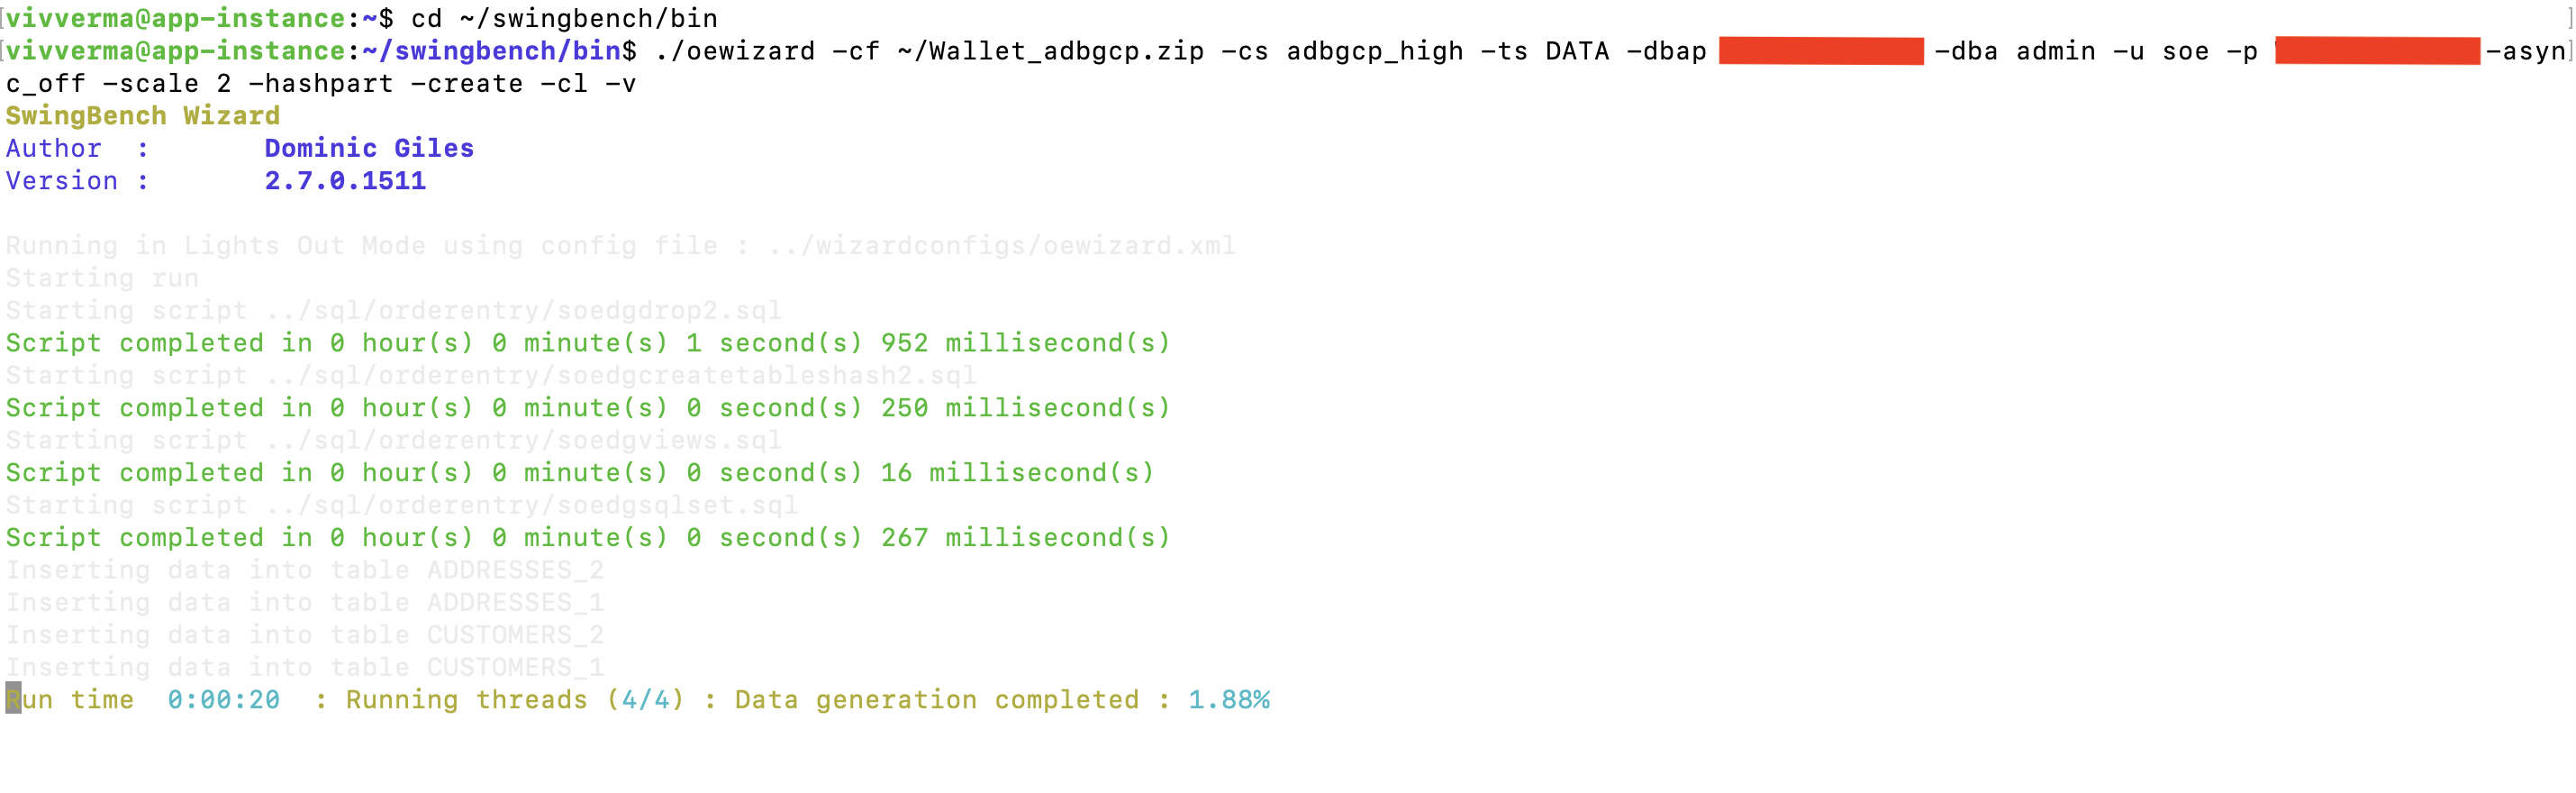 vivverma@app-instance:~$ cd ~/swingbench/bin
vivverma@app-instance:~/swingbench/bin$ ./oewizard -cf ~/Wallet_adbgcp.zip -cs adbgcp_high -ts DATA -dbap -dba admin -u soe -p -asyn
c_off -scale 2 -hashpart -create -cl -v
SwingBench Wizard
Author  :       Dominic Giles
Version :       2.7.0.1511
Running in Lights Out Mode using config file : ../wizardconfigs/oewizard.xml
Starting run
Starting script ../sql/orderentry/soedgdrop2.sql
Script completed in 0 hour(s) 0 minute(s) 1 second(s) 952 millisecond(s)
Starting script ../sql/orderentry/soedgcreatetableshash2.sql
Script completed in 0 hour(s) 0 minute(s) 0 second(s) 250 millisecond(s)
Starting script ../sql/orderentry/soedgviews.sql
Script completed in 0 hour(s) 0 minute(s) 0 second(s) 16 millisecond(s)
Starting script ../sql/orderentry/soedgsqlset.sql
Script completed in 0 hour(s) 0 minute(s) 0 second(s) 267 millisecond(s)
Inserting data into table ADDRESSES_2
Inserting data into table ADDRESSES_1
Inserting data into table CUSTOMERS_2
Inserting data into table CUSTOMERS_1
Run time  0:00:20  : Running threads (4/4) : Data generation completed : 1.88%